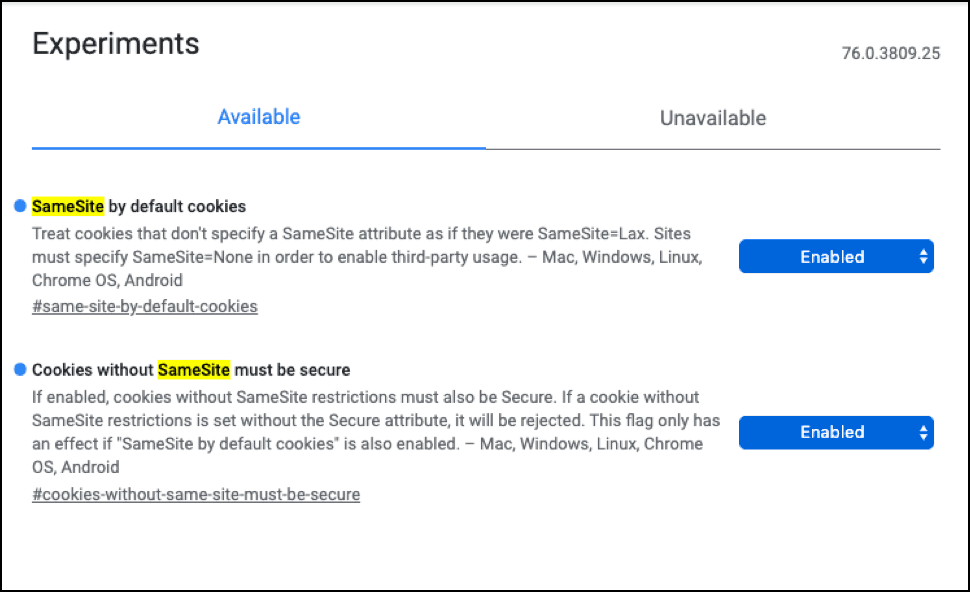 Experiments
76.0.3809.25
Available
Unavailable
SameSite by default cookies
Treat cookies that don't specify a SameSite attribute as if they were SameSite=Lax. Sites
must specify SameSite=None in order to enable third-party usage. – Mac, Windows, Linux,
Chrome OS, Android
#same-site-by-default-cookies
Enabled
Cookies without SameSite must be secure
If enabled, cookies without SameSite restrictions must also be Secure. If a cookie without
SameSite restrictions is set without the Secure attribute, it will be rejected. This flag only has
an effect if "SameSite by default cookies" is also enabled. – Mac, Windows, Linux, Chrome
OS, Android
#cookies-without-same-site-must-be-secure
Enabled